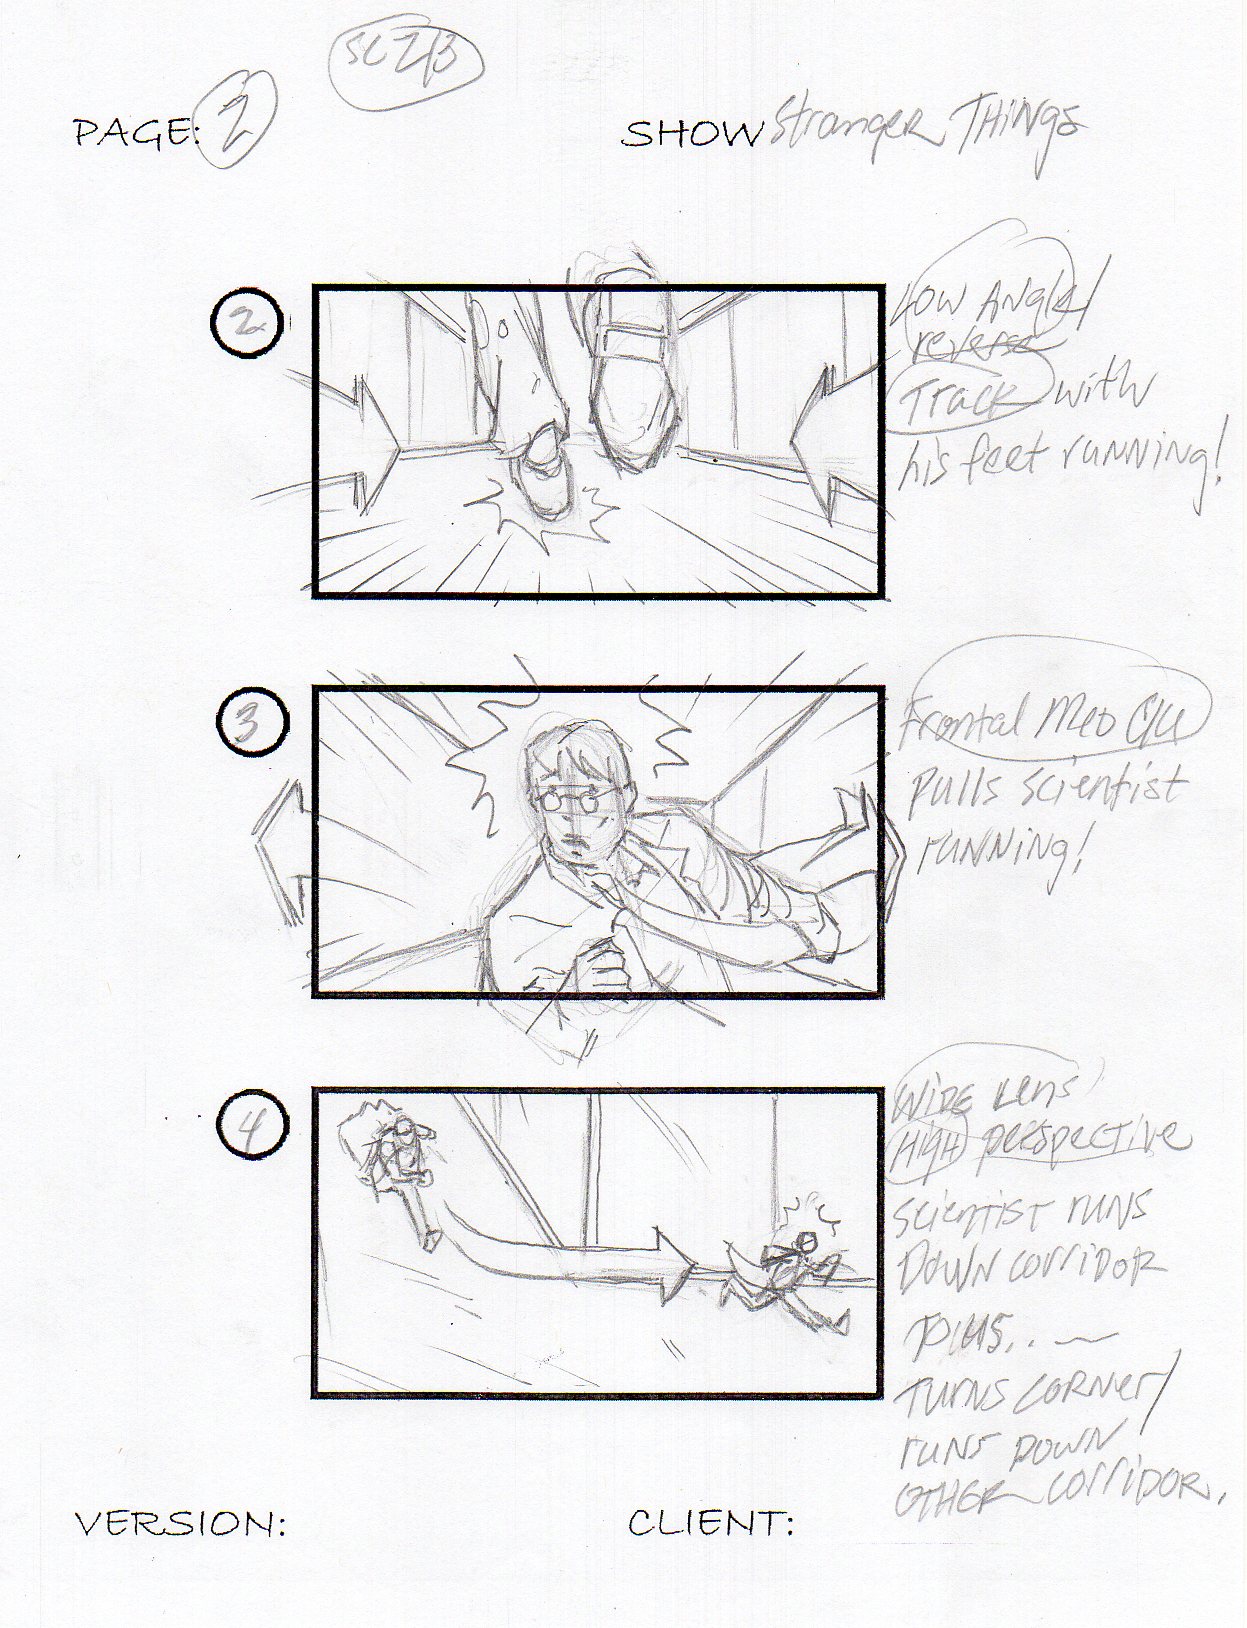 SC 2/3
PAGE: 2
SHOW Stranger Things
2
Low Angle/
reverse
Track with
his feet running!
3
Frontal Med C/U
pulls scientist
running!
4
Wide Lens
High perspective
scientist runs
Down corridor
Turns corner/
runs down
other corridor.
VERSION:
CLIENT: